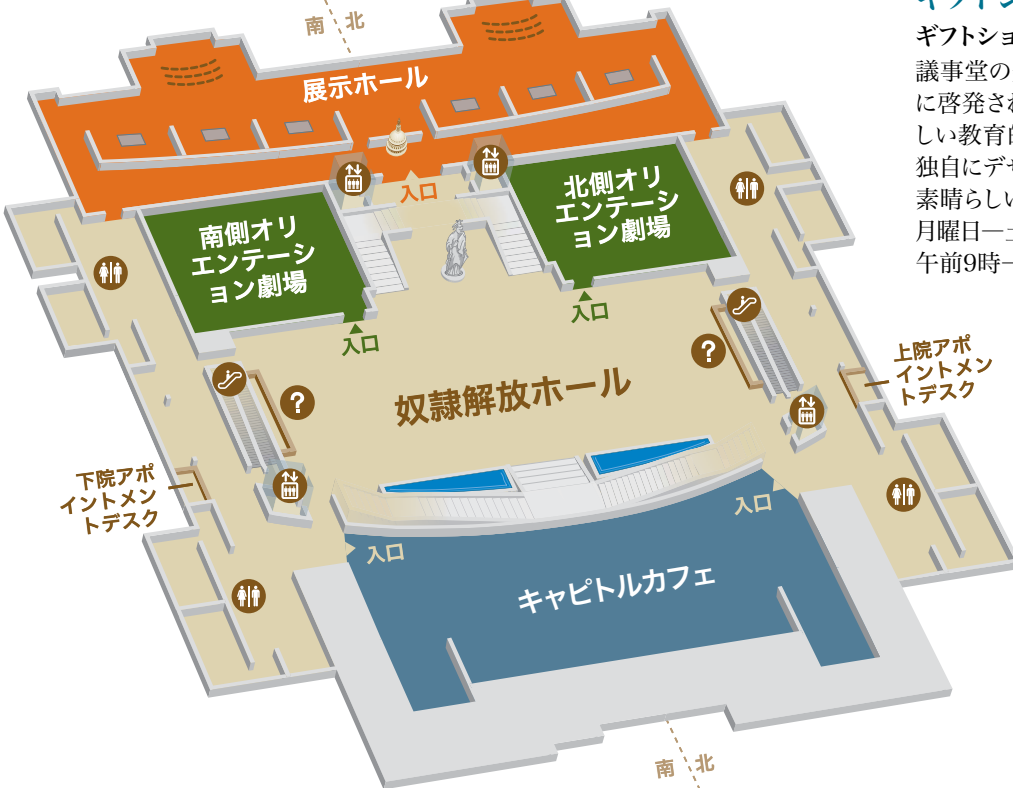 南 北
展示ホール
入口
南側オリ
エンテーシ
ョン劇場
北側オリ
エンテーシ
ョン劇場
入口
入口
?
?
奴隷解放ホール
上院アポ
イントメン
トデスク
下院アポ
イントメン
トデスク
入口
入口
キャピトルカフェ
南 北
ギフトショ
議事堂の
に啓発され
しい教育的
独自にデザ
素晴らしい
月曜日—土
午前9時—